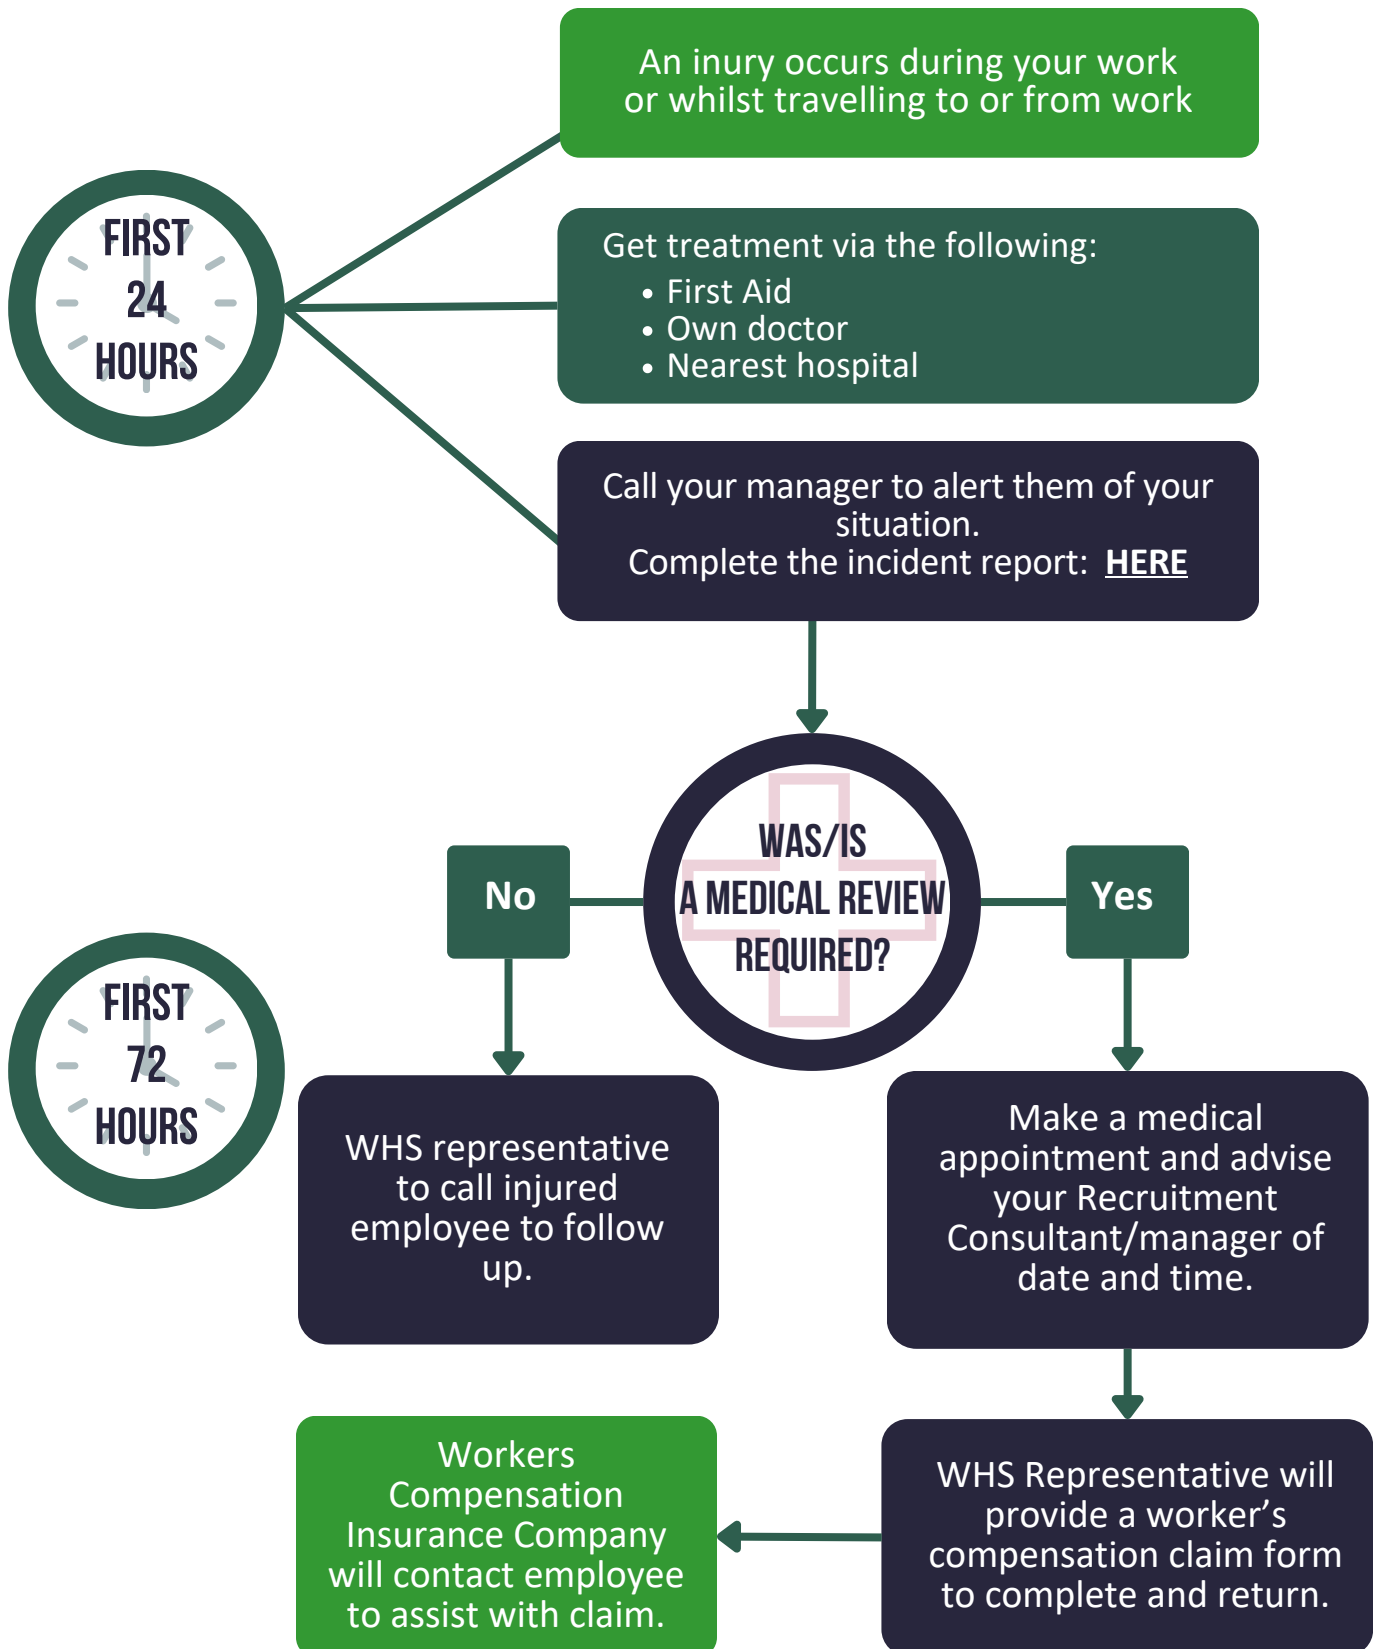 An inury occurs during your work
or whilst travelling to or from work
FIRST
24
HOURS
Get treatment via the following:
• First Aid
• Own doctor
• Nearest hospital
Call your manager to alert them of your
situation.
Complete the incident report: HERE
WAS/IS
A MEDICAL REVIEW
REQUIRED?
No
Yes
FIRST
72
HOURS
WHS representative
to call injured
employee to follow
up.
Make a medical
appointment and advise
your Recruitment
Consultant/manager of
date and time.
WHS Representative will
provide a worker’s
compensation claim form
to complete and return.
Workers
Compensation
Insurance Company
will contact employee
to assist with claim.